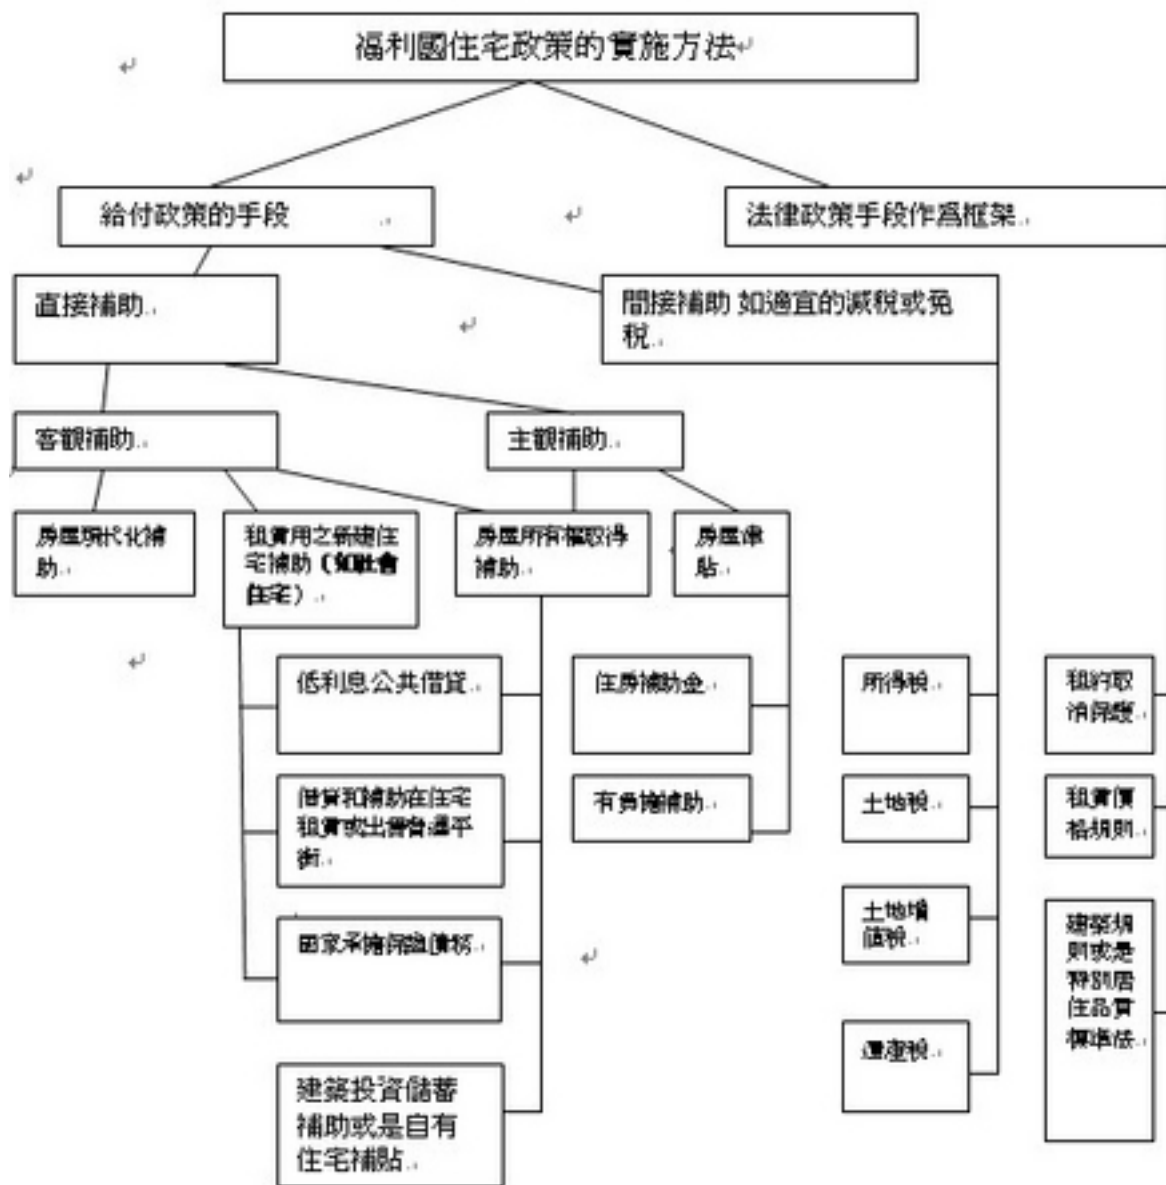 福利國住宅政策的實施方法
給付政策的手段
法律政策手段作爲框架
直接補助
間接補助 如適宜的減稅或免
稅
客觀補助
主觀補助
房屋現代化補
助
租賃用之新建住
宅補助（如社會
住宅）
房屋所有權取得
補助
房屋津
貼
低利息公共借貸
住房補助金
所得稅
租約取
消保護
借貸和補助在住宅
租賃或出售營運平
衡
有負擔補助
土地稅
租賃價
格規則
國家承擔保證債務
土地增
值稅
建築規
則或是
特別居
住品質
標準法
遺產稅
建築投資儲蓄
補助或是自有
住宅補貼